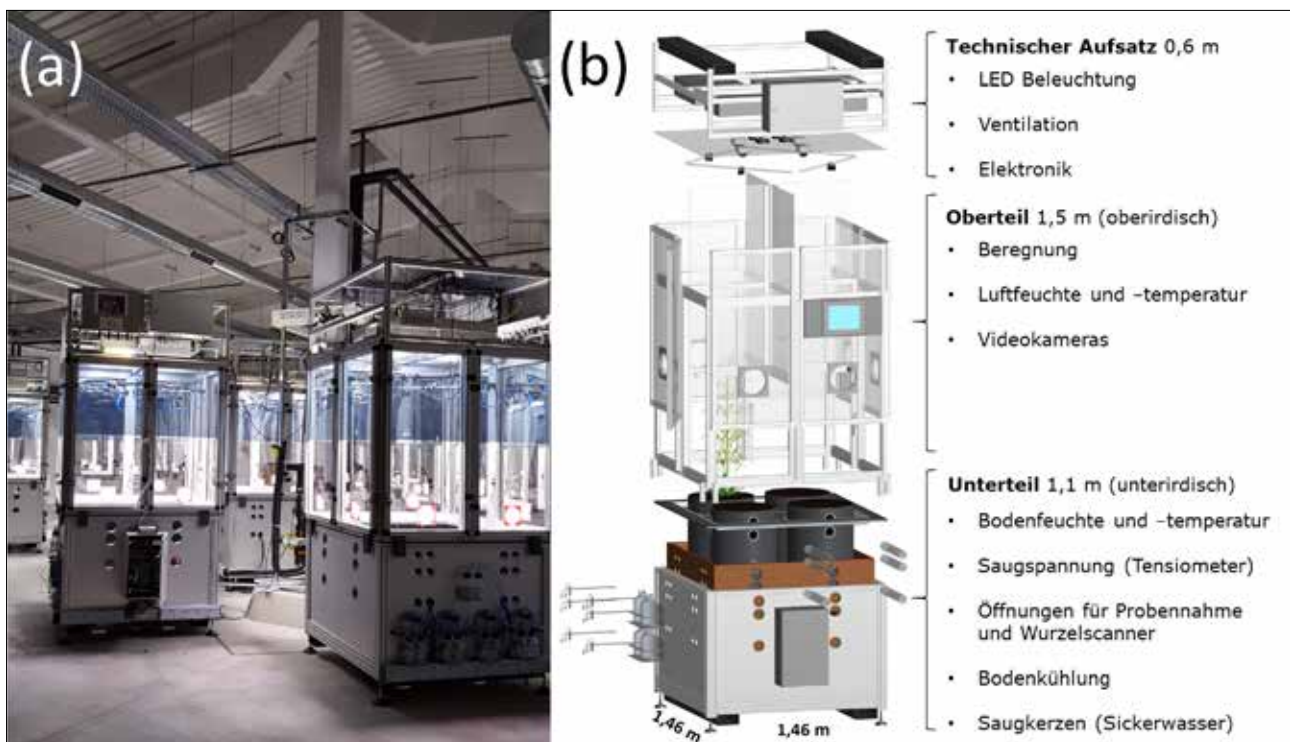 (a)
(b)
Technischer Aufsatz 0,6 m
• LED Beleuchtung
• Ventilation
• Elektronik
Oberteil 1,5 m (oberirdisch)
• Beregnung
• Luftfeuchte und –temperatur
• Videokameras
Unterteil 1,1 m (unterirdisch)
• Bodenfeuchte und –temperatur
• Saugspannung (Tensiometer)
• Öffnungen für Probennahme
und Wurzelscanner
• Bodenkühlung
• Saugkerzen (Sickerwasser)
1,46 m
1,46 m